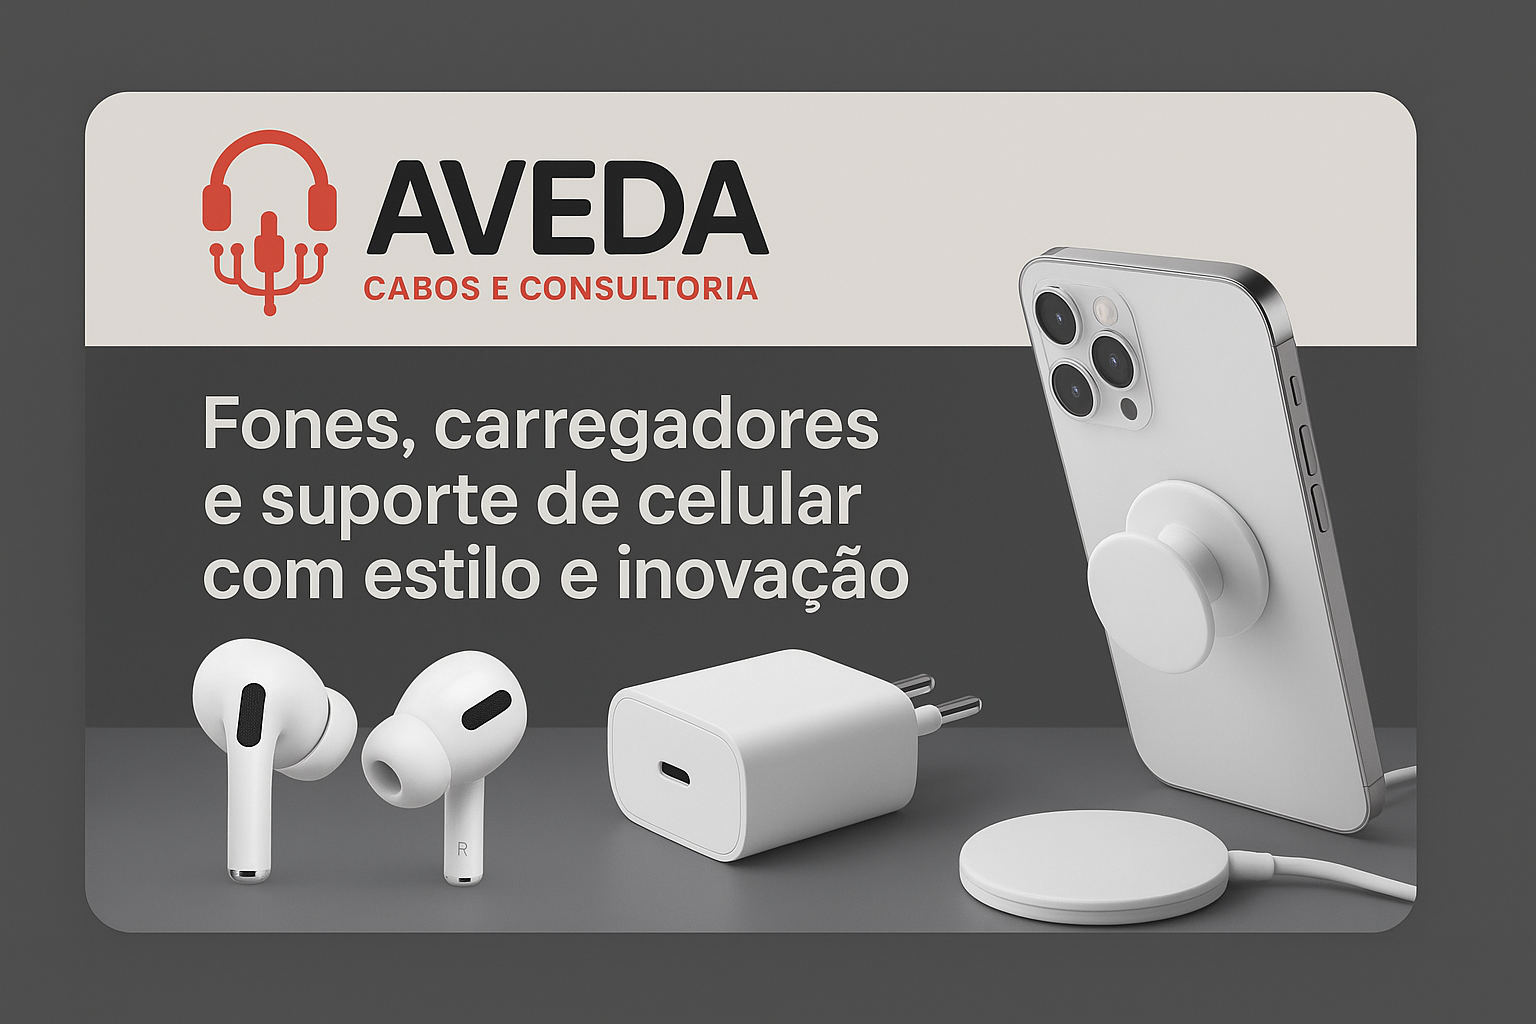 AVEDA
CABOS E CONSULTORIA
Fones, carregadores
e suporte de celular
com estilo e inovação
R